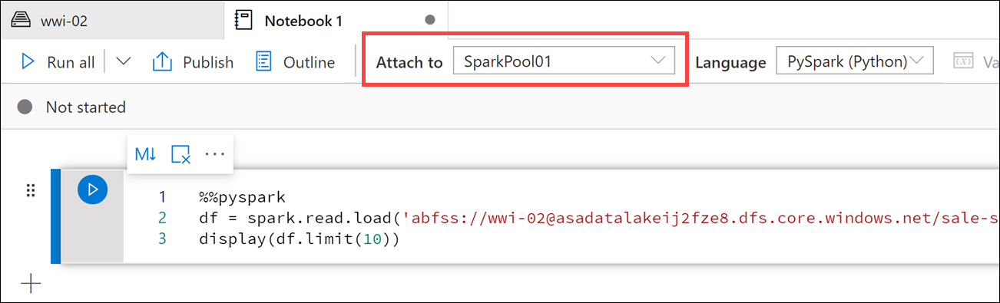 wwi-02
Notebook 1
Run all
Publish
Outline
Attach to
SparkPool01
Language
PySpark (Python)
(x)
Not started
M↓
1 %%pyspark
2 df = spark.read.load('abfss://wwi-02@asadatalakeij2fze8.dfs.core.windows.net/sale-s
3 display(df.limit(10))